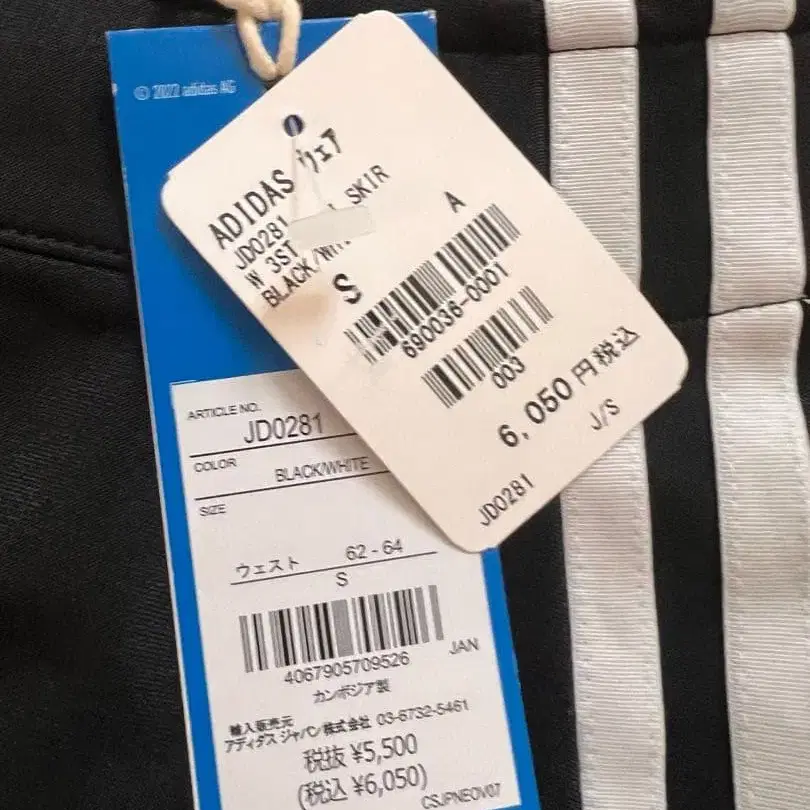 © 2022 adidas AG
ADIDAS ウェア
JD0281 SKIR
W 3ST
BLACK/WHI
S
A
690036-0001
003
6,050 円税込
J/S
JD0281
ARTICLE NO.
JD0281
COLOR
BLACK/WHITE
SIZE
ウェスト 62 - 64
S
4067905709526 JAN
カンボジア製
輸入販売元
アディダス ジャパン株式会社 03-6732-5461
税抜 ¥5,500
(税込 ¥6,050)
CSJPNEOV07